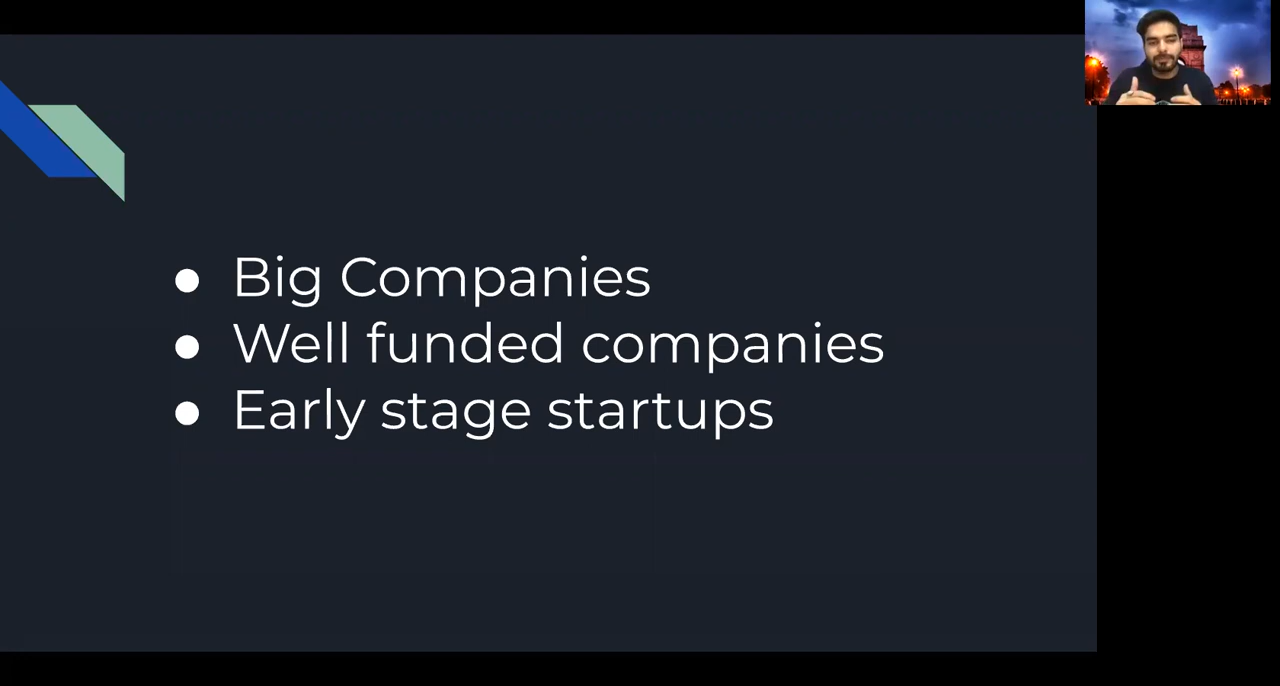 ● Big Companies
● Well funded companies
● Early stage startups